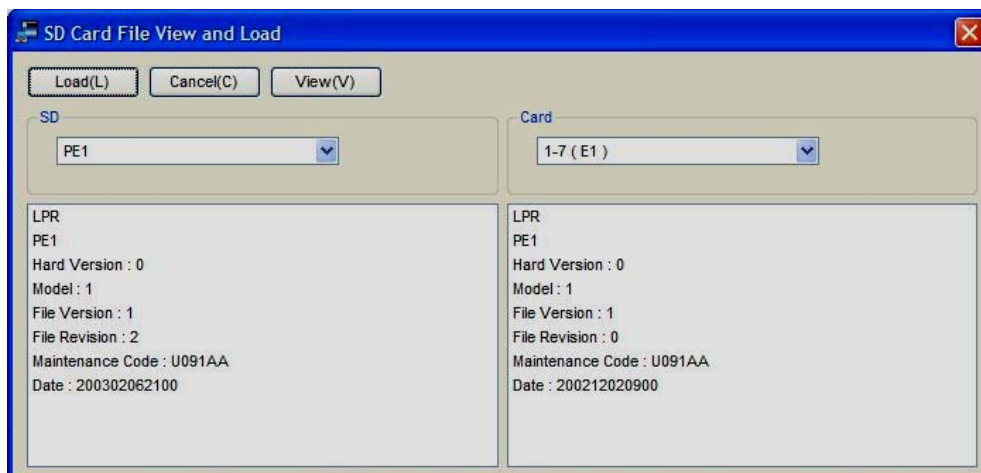 SD Card File View and Load
Load(L) Cancel(C) View(V)
SD
PE1
Card
1-7 ( E1 )
LPR
PE1
Hard Version : 0
Model : 1
File Version : 1
File Revision : 2
Maintenance Code : U091AA
Date : 200302062100
LPR
PE1
Hard Version : 0
Model : 1
File Version : 1
File Revision : 0
Maintenance Code : U091AA
Date : 200212020900